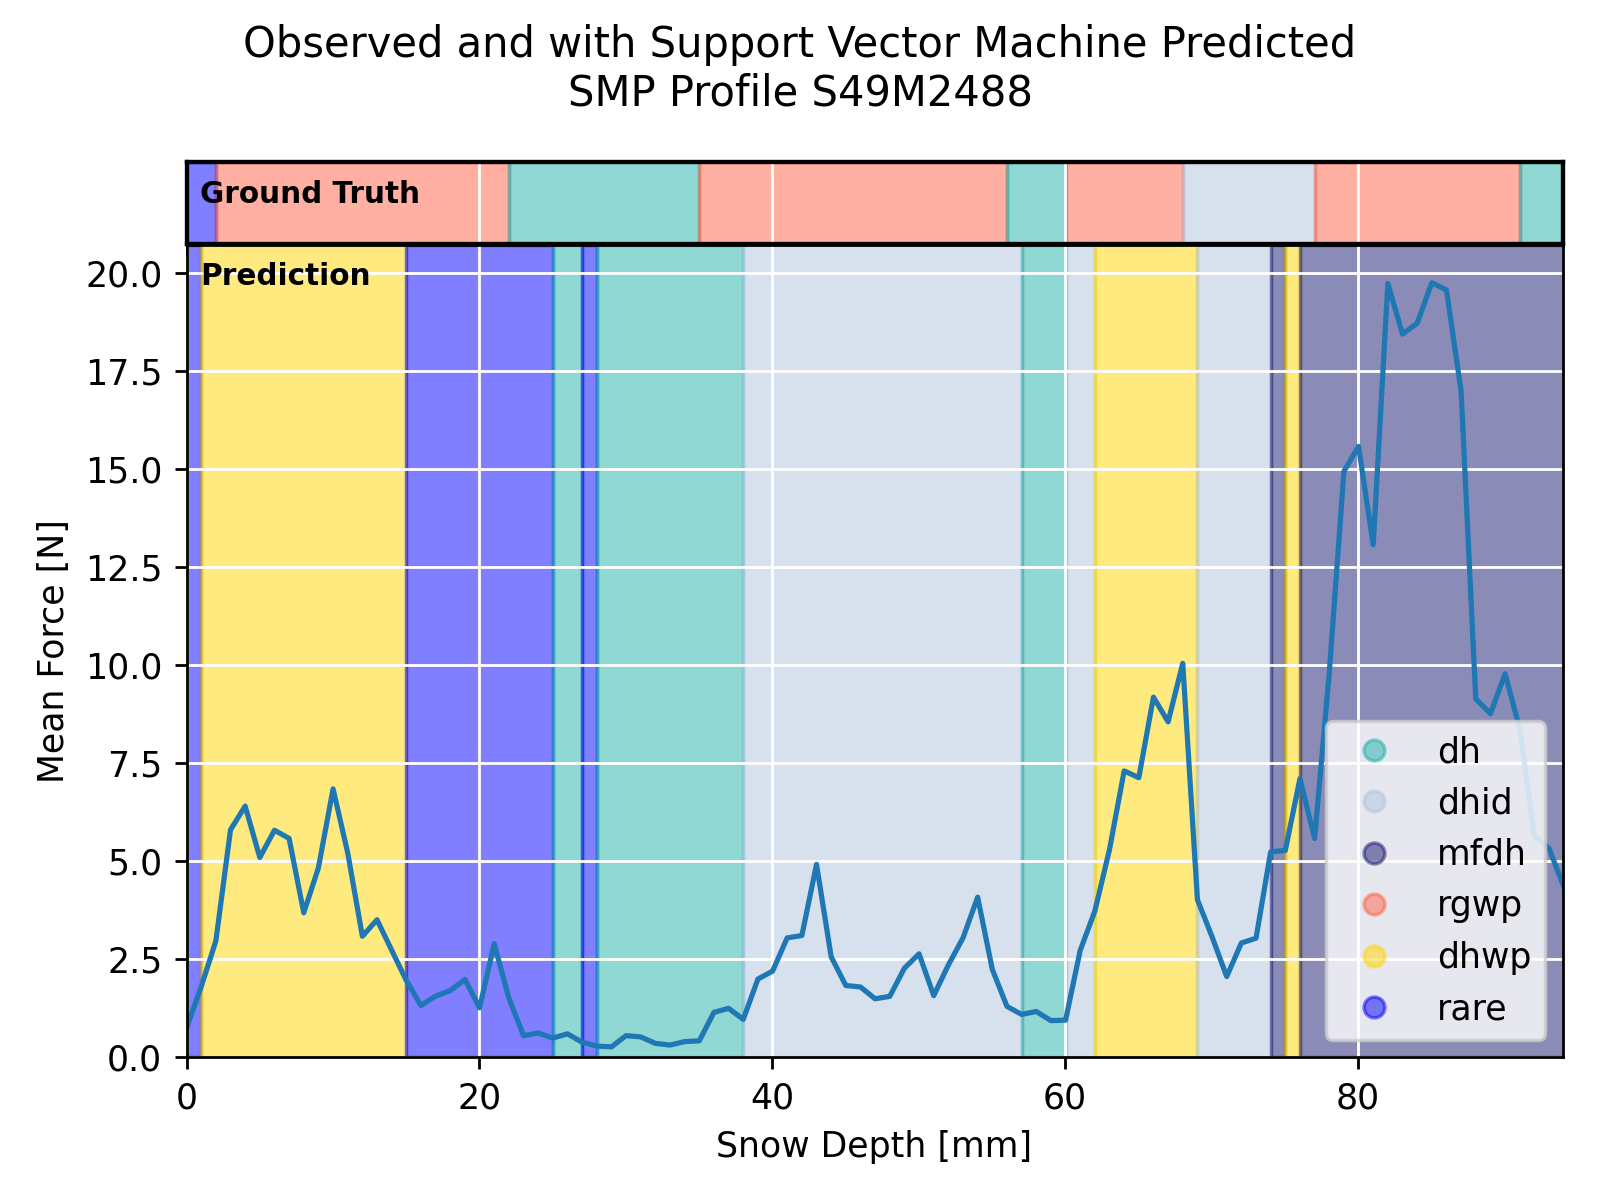 Observed and with Support Vector Machine Predicted
SMP Profile S49M2488
Ground Truth
Prediction
20.0
17.5
15.0
12.5
10.0
7.5
5.0
2.5
0.0
Mean Force [N]
dh
dhid
mfdh
rgwp
dhwp
rare
0 20 40 60 80
Snow Depth [mm]